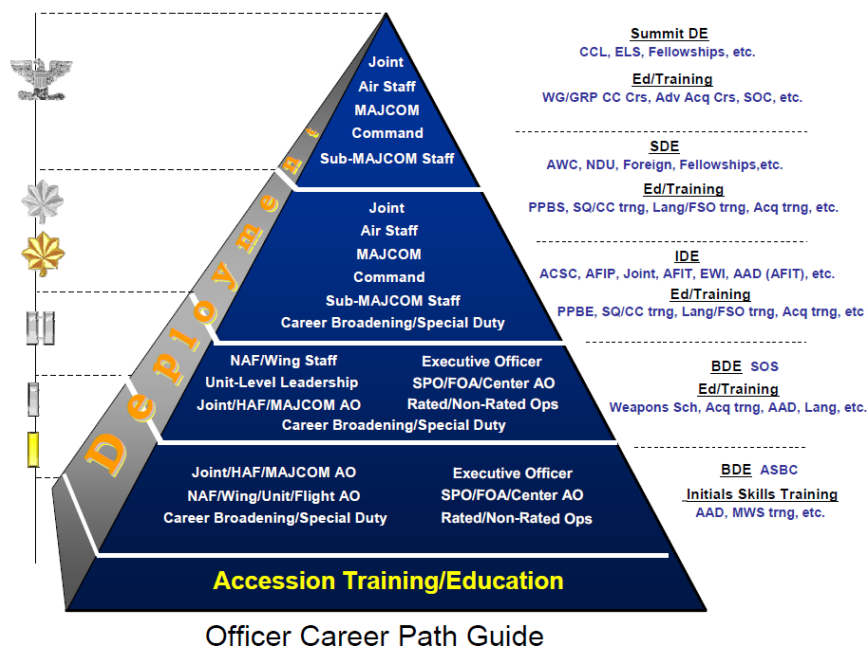 Joint
Air Staff
MAJCOM
Command
Sub-MAJCOM Staff
Joint
Air Staff
MAJCOM
Command
Sub-MAJCOM Staff
Career Broadening/Special Duty
NAF/Wing Staff Executive Officer
Unit-Level Leadership SPO/FOA/Center AO
Joint/HAF/MAJCOM AO Rated/Non-Rated Ops
Career Broadening/Special Duty
Joint/HAF/MAJCOM AO Executive Officer
NAF/Wing/Unit/Flight AO SPO/FOA/Center AO
Career Broadening/Special Duty Rated/Non-Rated Ops
Accession Training/Education
Deployment
Summit DE
CCL, ELS, Fellowships, etc.
Ed/Training
WG/GRP CC Crs, Adv Acq Crs, SOC, etc.
SDE
AWC, NDU, Foreign, Fellowships,etc.
Ed/Training
PPBS, SQ/CC trng, Lang/FSO trng, Acq trng, etc.
IDE
ACSC, AFIP, Joint, AFIT, EWI, AAD (AFIT), etc.
Ed/Training
PPBE, SQ/CC trng, Lang/FSO trng, Acq trng, etc
BDE SOS
Ed/Training
Weapons Sch, Acq trng, AAD, Lang, etc.
BDE ASBC
Initials Skills Training
AAD, MWS trng, etc.
Officer Career Path Guide